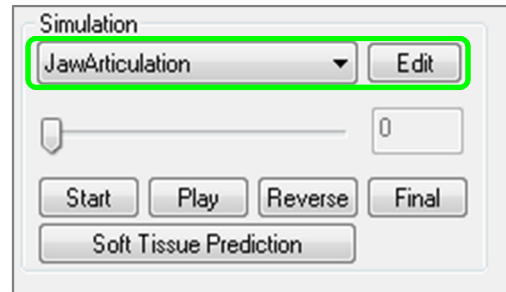 Simulation
JawArticulation Edit
0
Start Play Reverse Final
Soft Tissue Prediction